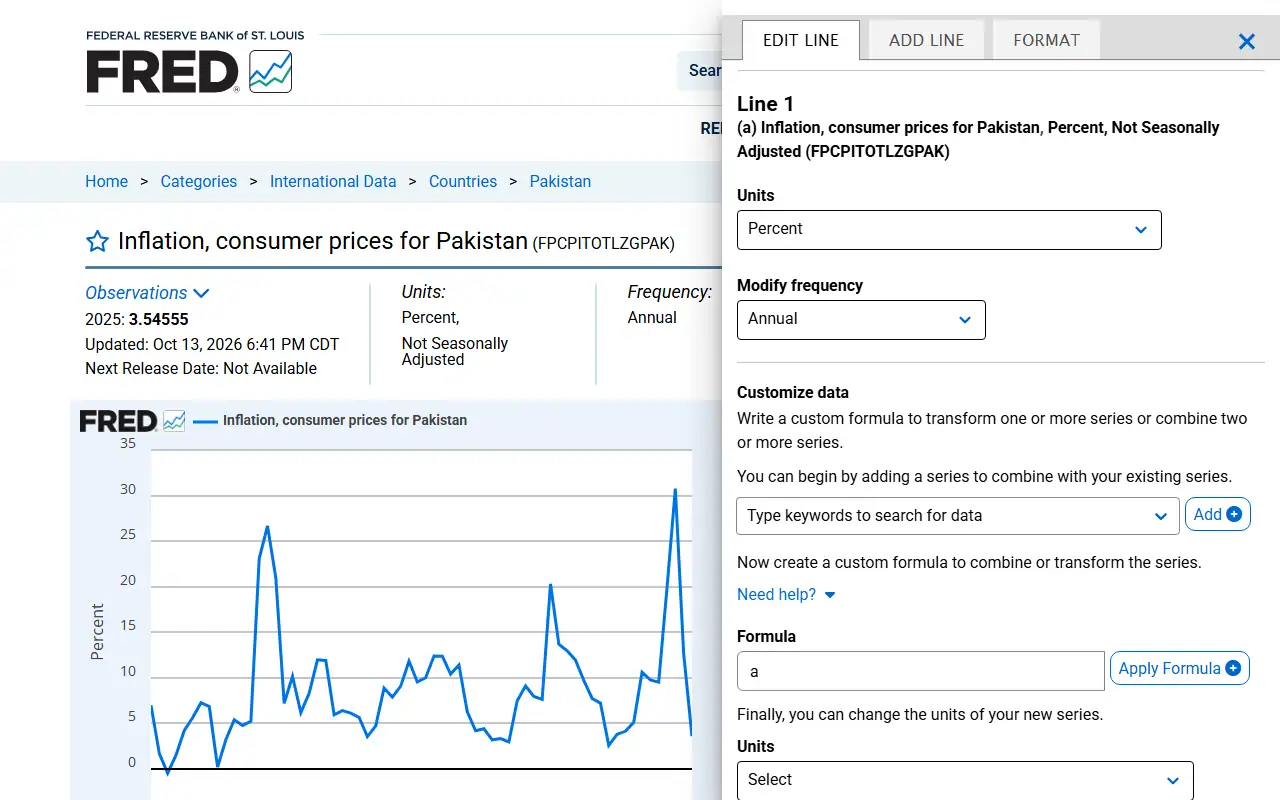 FEDERAL RESERVE BANK of ST. LOUIS
FRED®
Sear
REI
Home > Categories > International Data > Countries > Pakistan
Inflation, consumer prices for Pakistan (FPCPITOTLZGPAK)
Observations
2025: 3.54555
Updated: Oct 13, 2026 6:41 PM CDT
Next Release Date: Not Available
Units:
Percent,
Not Seasonally
Adjusted
Frequency:
Annual
FRED
Inflation, consumer prices for Pakistan
35
30
25
20
15
10
5
0
Percent
EDIT LINE
ADD LINE
FORMAT
Line 1
(a) Inflation, consumer prices for Pakistan, Percent, Not Seasonally
Adjusted (FPCPITOTLZGPAK)
Units
Percent
Modify frequency
Annual
Customize data
Write a custom formula to transform one or more series or combine two
or more series.
You can begin by adding a series to combine with your existing series.
Type keywords to search for data
Add
Now create a custom formula to combine or transform the series.
Need help?
Formula
a
Apply Formula
Finally, you can change the units of your new series.
Units
Select